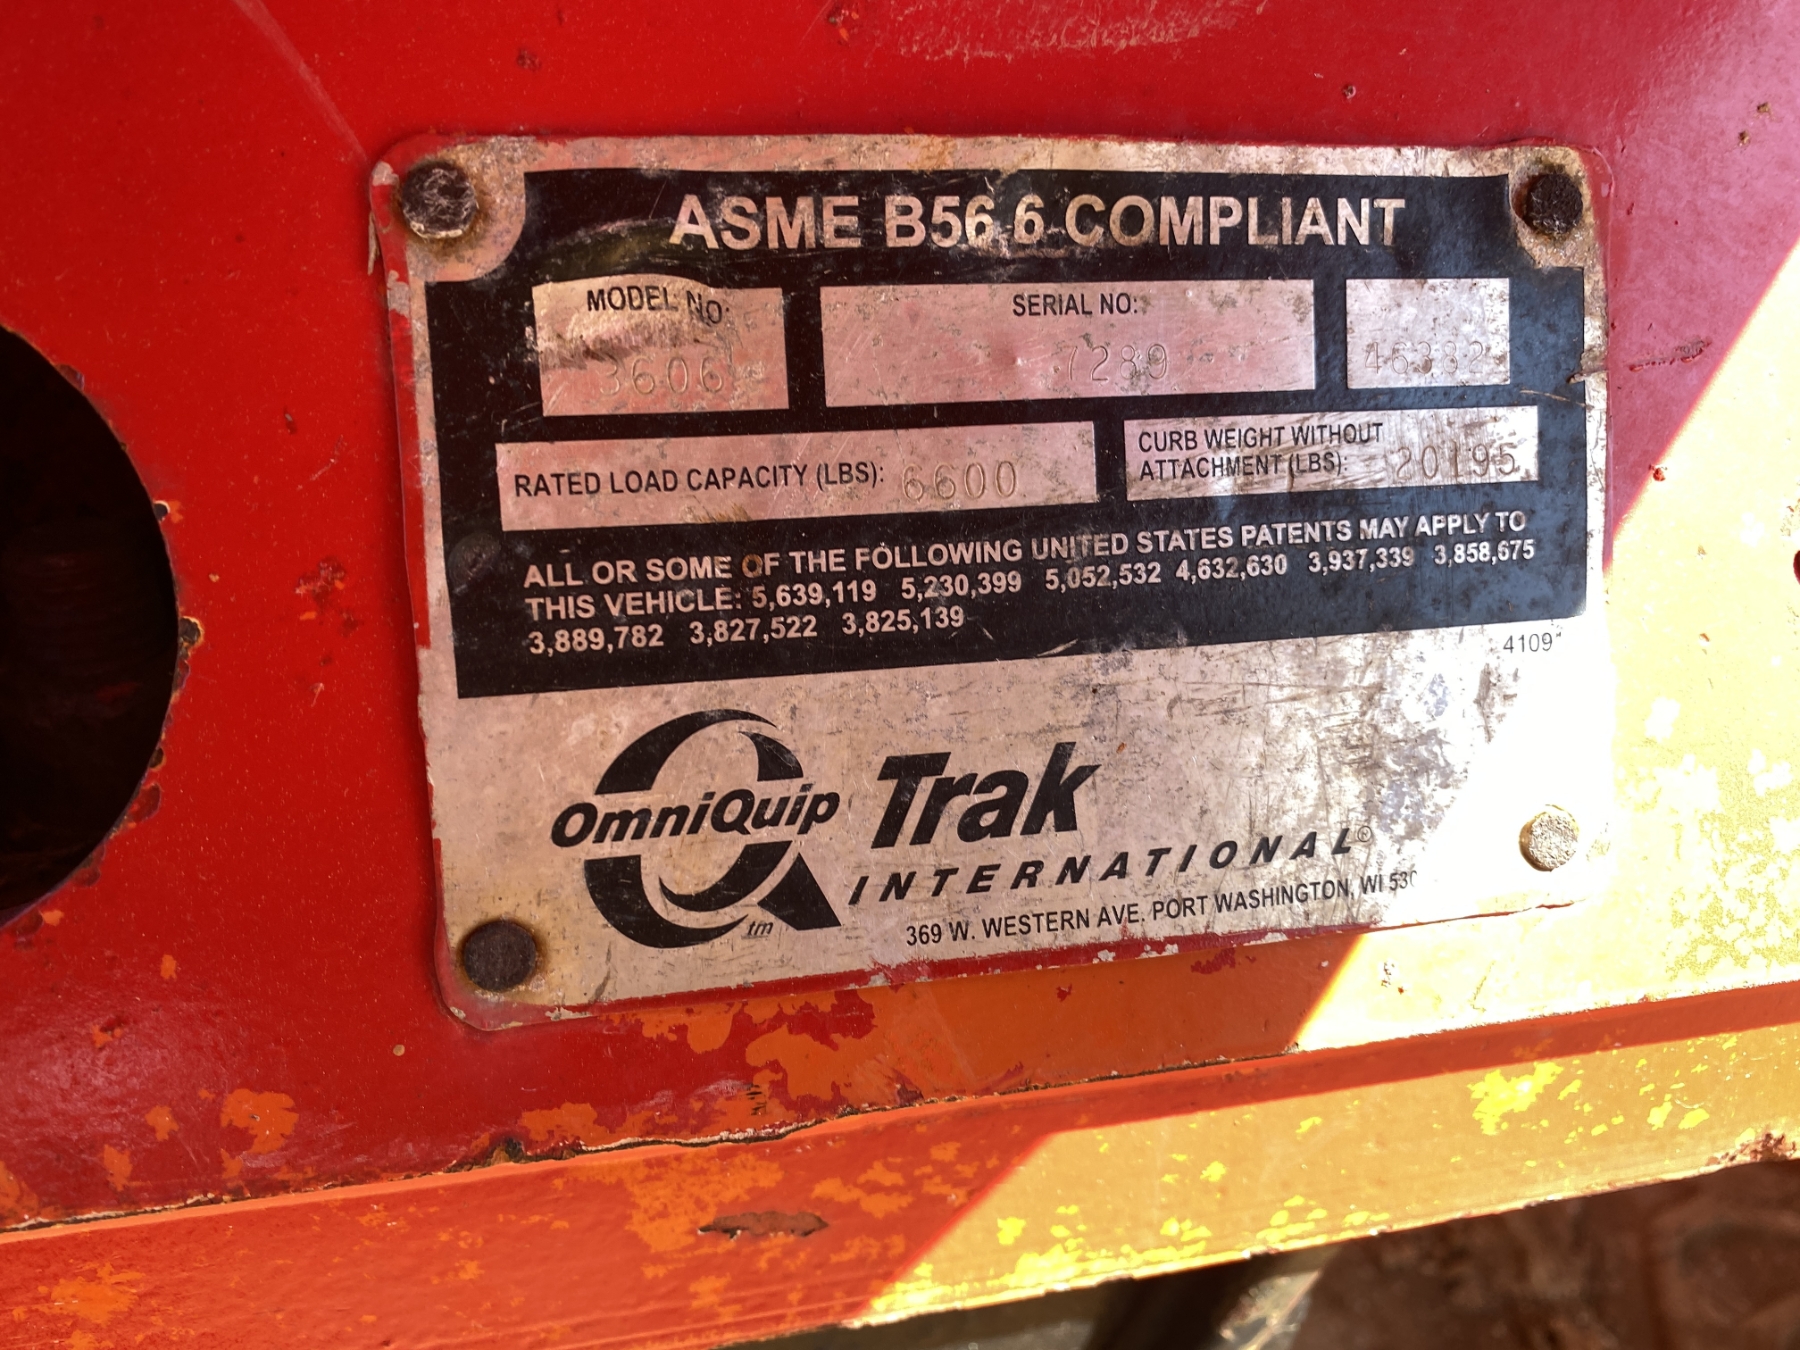 ASME B56.6 COMPLIANT
MODEL NO.
SERIAL NO.:
3606
7289
46382
RATED LOAD CAPACITY (LBS): 6600
CURB WEIGHT WITHOUT
ATTACHMENT (LBS): 20195
ALL OR SOME OF THE FOLLOWING UNITED STATES PATENTS MAY APPLY TO
THIS VEHICLE: 5,639,119 5,230,399 5,052,532 4,632,630 3,937,339 3,858,675
3,889,782 3,827,522 3,825,139
4109
OmniQuip Trak
INTERNATIONAL®
tm
369 W. WESTERN AVE. PORT WASHINGTON, WI